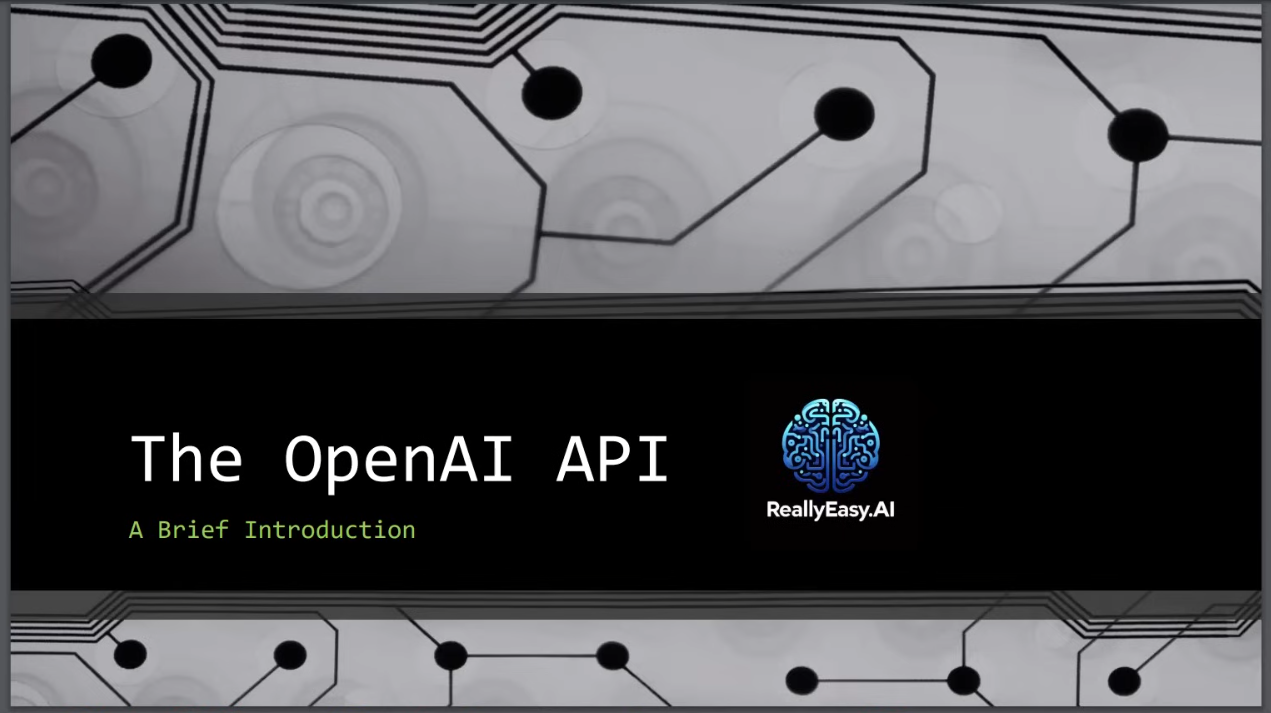 The OpenAI API
A Brief Introduction
ReallyEasy.AI